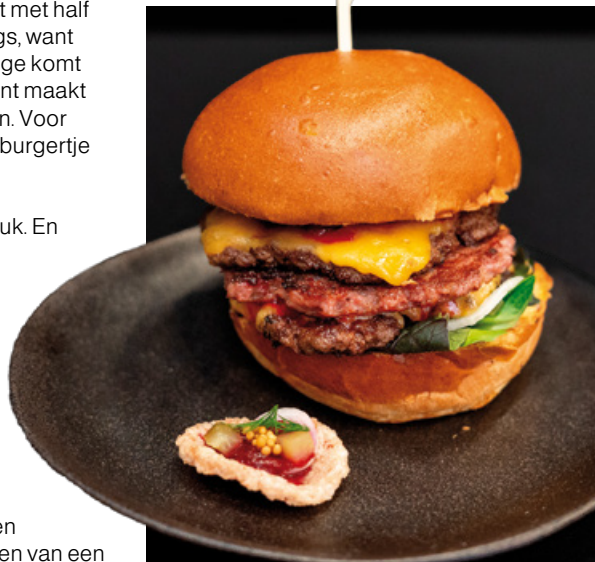 t met half
gs, want
ge komt
nt maakt
n. Voor
burgertje
uk. En
en
en van een